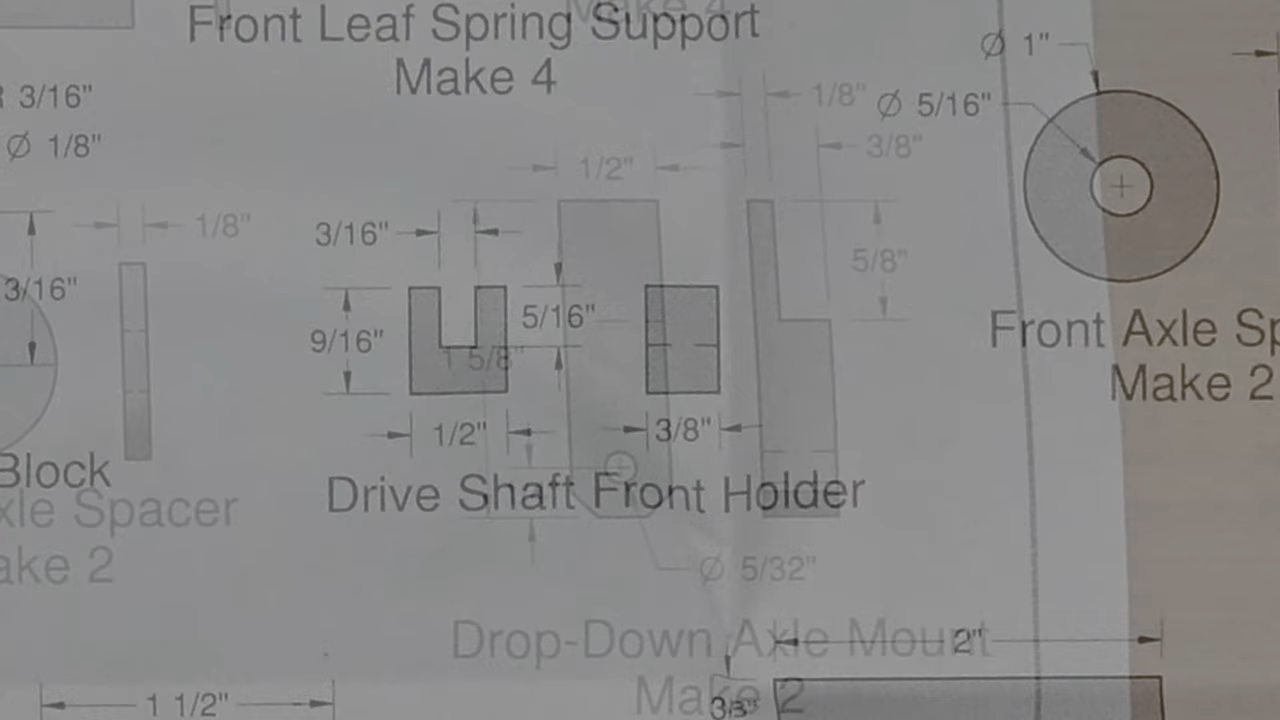 Front Leaf Spring Support
Make 4
3/16"
Ø 1/8"
1/8"
3/16"
Block
Spacer
2
3/16"
9/16"
5/16"
1 5/8"
1/2"
3/8"
Drive Shaft Front Holder
1/2"
1/8"
3/8"
5/8"
Ø 5/32"
Drop-Down Axle Mount
Make 2
Ø 1"
Ø 5/16"
Front Axle
Make 2
1 1/2"
2"